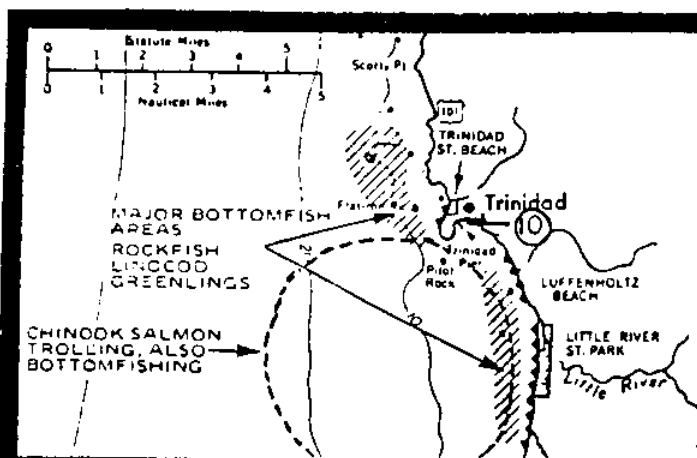 Statute Miles
0 1 2 3 4 5
0 1 2 3 4 5
Nautical Miles
101
TRINIDAD
ST. BEACH
Trinidad
10
MAJOR BOTTOMFISH
AREAS
ROCKFISH
LINGCOD
GREENLINGS
Trinidad
Pier
Pilot
Rock
20
10
LUFFENHOLTZ
BEACH
CHINOOK SALMON
TROLLING, ALSO
BOTTOMFISHING
LITTLE RIVER
ST. PARK
Little River